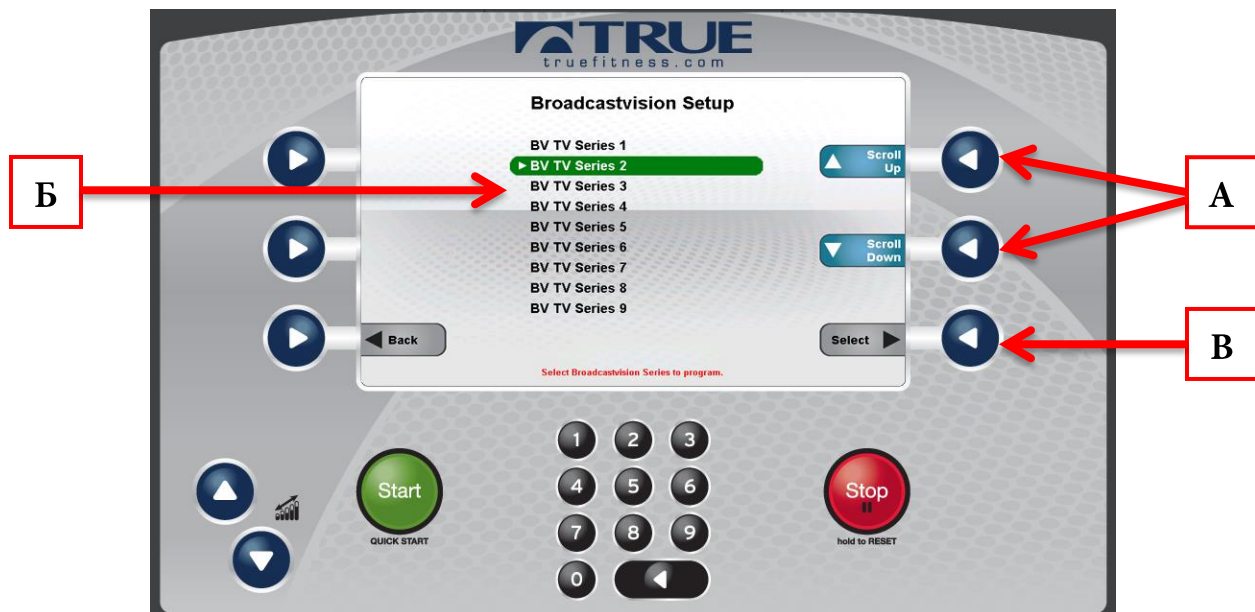 TRUE
truefitness.com
Broadcastvision Setup
BV TV Series 1
BV TV Series 2
BV TV Series 3
BV TV Series 4
BV TV Series 5
BV TV Series 6
BV TV Series 7
BV TV Series 8
BV TV Series 9
Scroll
Up
Scroll
Down
Back
Select
Select Broadcastvision Series to program.
Б
А
В
1 2 3
4 5 6
7 8 9
0
Start
QUICK START
Stop
hold to RESET